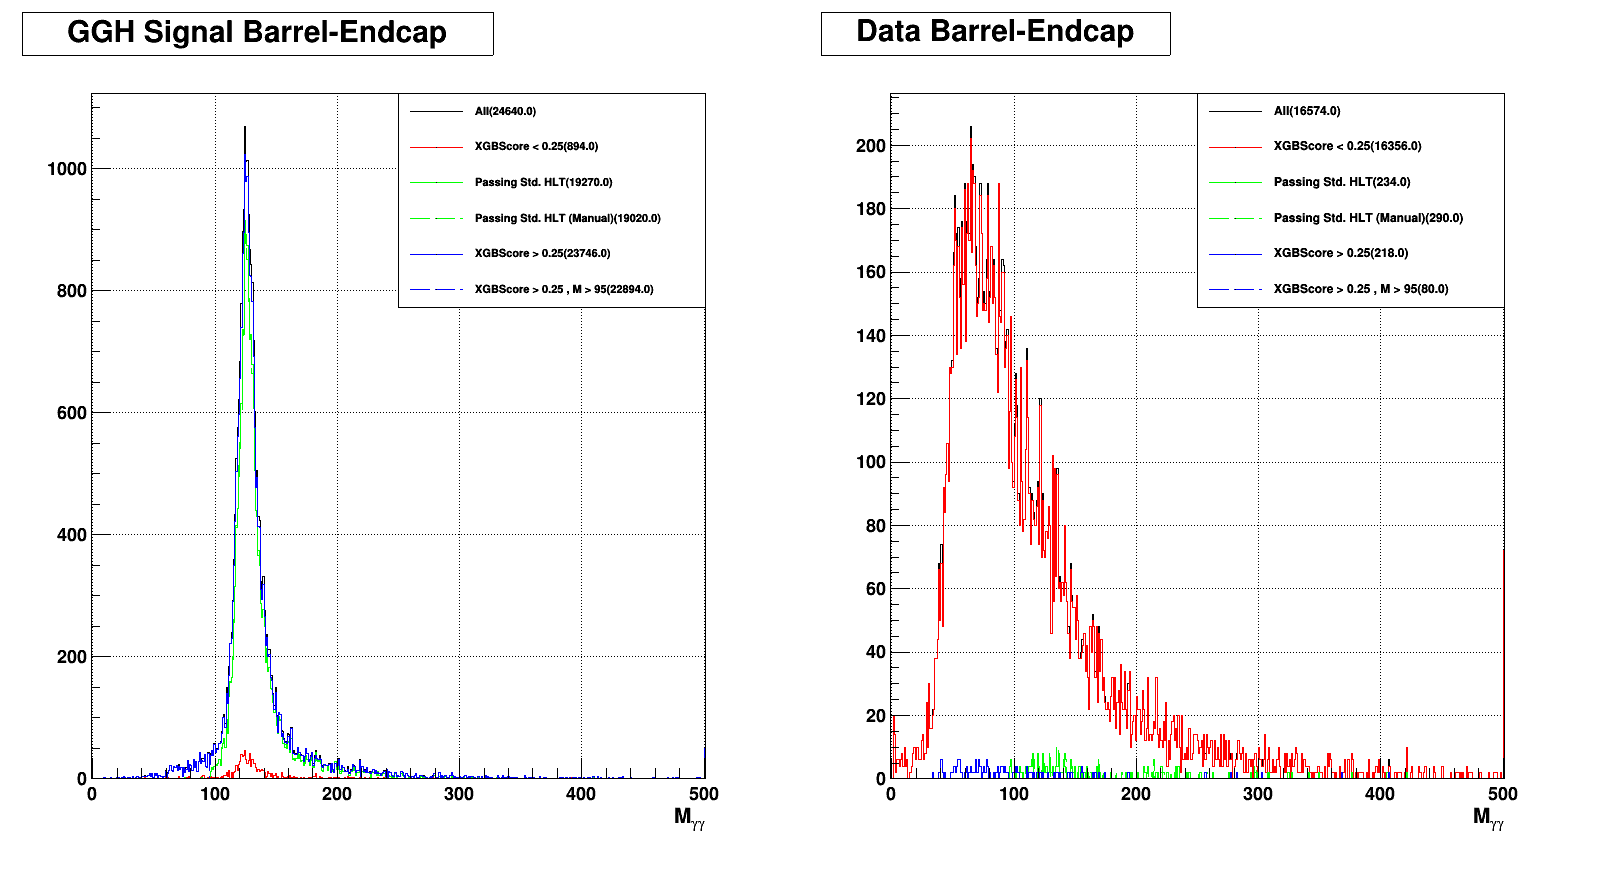 GGH Signal Barrel-Endcap
All(24640.0)
XGBScore < 0.25(894.0)
Passing Std. HLT(19270.0)
Passing Std. HLT (Manual)(19020.0)
XGBScore > 0.25(23746.0)
XGBScore > 0.25 , M > 95(22894.0)
1000
800
600
400
200
0
0 100 200 300 400 500
Mγγ
Data Barrel-Endcap
All(16574.0)
XGBScore < 0.25(16356.0)
Passing Std. HLT(234.0)
Passing Std. HLT (Manual)(290.0)
XGBScore > 0.25(218.0)
XGBScore > 0.25 , M > 95(80.0)
200
180
160
140
120
100
80
60
40
20
0
0 100 200 300 400 500
Mγγ